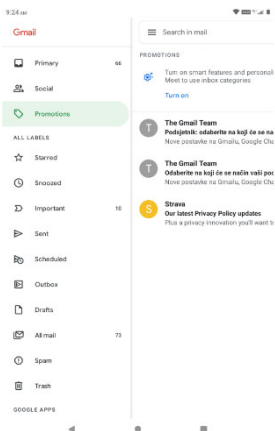 9:24 AM
Gmail
Primary 66
Social
Promotions
ALL LABELS
Starred
Snoozed
Important 10
Sent
Scheduled
Outbox
Drafts
All mail 73
Spam
Trash
GOOGLE APPS
Search in mail
PROMOTIONS
Turn on smart features and personali
Meet to use inbox categories
Turn on
T
The Gmail Team
Podsjetnik: odaberite na koji će se na
Nove postavke na Gmailu, Google Cha
T
The Gmail Team
Odaberite na koji će se način vaši pod
Nove postavke na Gmailu, Google Cha
S
Strava
Our latest Privacy Policy updates
Plus a privacy innovation you'll want to